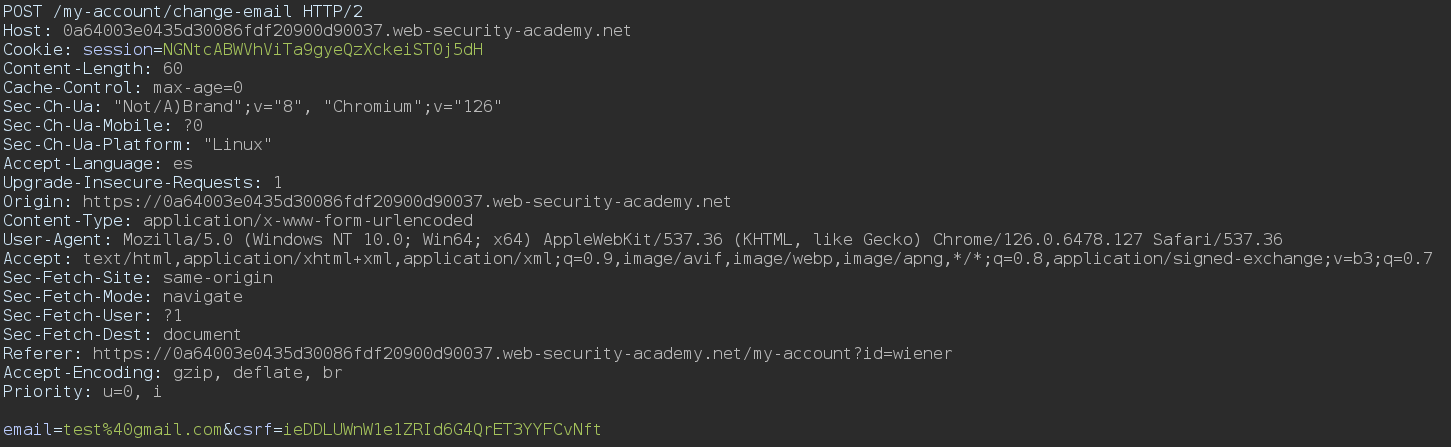 POST /my-account/change-email HTTP/2
Host: 0a64003e0435d30086fdf20900d90037.web-security-academy.net
Cookie: session=NGNtcABWVhViTa9gyeQzXckeiST0j5dH
Content-Length: 60
Cache-Control: max-age=0
Sec-Ch-Ua: "Not/A)Brand";v="8", "Chromium";v="126"
Sec-Ch-Ua-Mobile: ?0
Sec-Ch-Ua-Platform: "Linux"
Accept-Language: es
Upgrade-Insecure-Requests: 1
Origin: https://0a64003e0435d30086fdf20900d90037.web-security-academy.net
Content-Type: application/x-www-form-urlencoded
User-Agent: Mozilla/5.0 (Windows NT 10.0; Win64; x64) AppleWebKit/537.36 (KHTML, like Gecko) Chrome/126.0.6478.127 Safari/537.36
Accept: text/html,application/xhtml+xml,application/xml;q=0.9,image/avif,image/webp,image/apng,*/*;q=0.8,application/signed-exchange;v=b3;q=0.7
Sec-Fetch-Site: same-origin
Sec-Fetch-Mode: navigate
Sec-Fetch-User: ?1
Sec-Fetch-Dest: document
Referer: https://0a64003e0435d30086fdf20900d90037.web-security-academy.net/my-account?id=wiener
Accept-Encoding: gzip, deflate, br
Priority: u=0, i
email=test%40gmail.com&csrf=ieDDLUWnW1e1ZRId6G4QrET3YYFCvNft